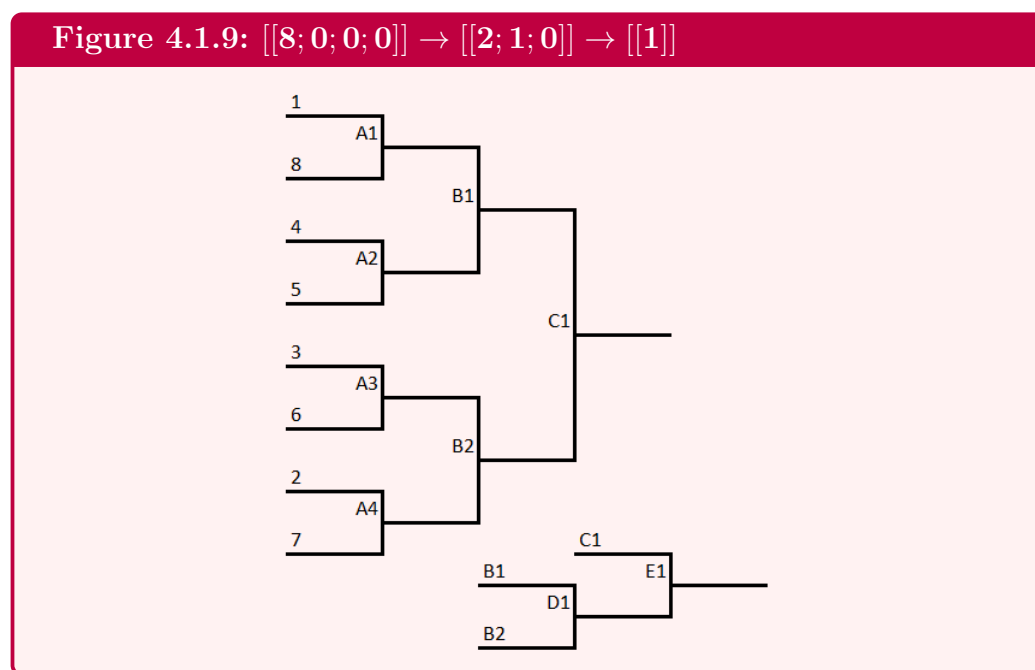 Figure 4.1.9: [[8; 0; 0; 0]] → [[2; 1; 0]] → [[1]]
1
A1
8
B1
4
A2
5
C1
3
A3
6
B2
2
A4
7
C1
B1
E1
D1
B2